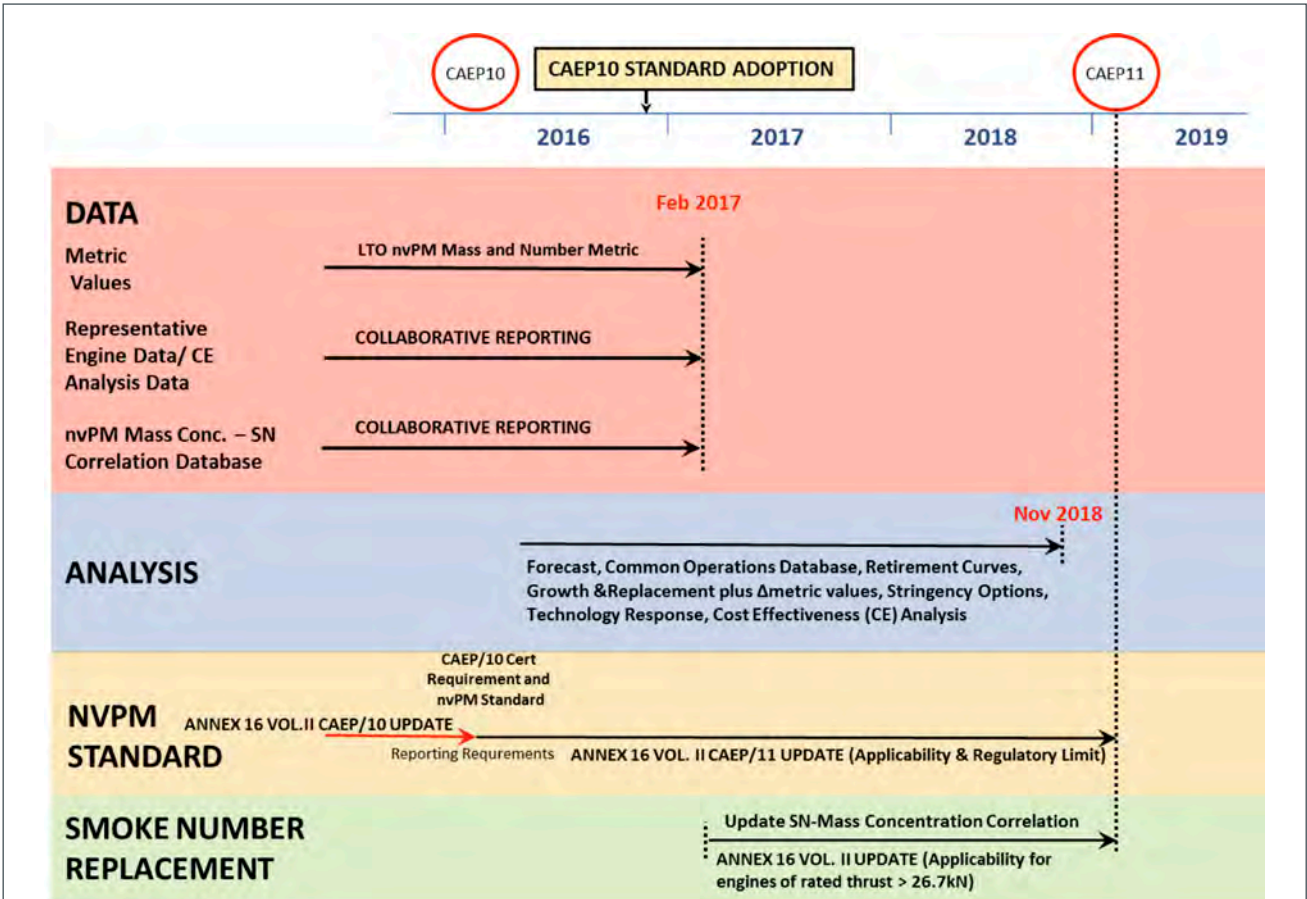 CAEP10
CAEP10 STANDARD ADOPTION
CAEP11
2016
2017
2018
2019
DATA
Feb 2017
Metric
Values
LTO nvPM Mass and Number Metric
Representative
Engine Data/ CE
Analysis Data
COLLABORATIVE REPORTING
nvPM Mass Conc. – SN
Correlation Database
COLLABORATIVE REPORTING
ANALYSIS
Nov 2018
Forecast, Common Operations Database, Retirement Curves,
Growth &Replacement plus Δmetric values, Stringency Options,
Technology Response, Cost Effectiveness (CE) Analysis
NVPM
STANDARD
CAEP/10 Cert
Requirement and
nvPM Standard
ANNEX 16 VOL.II CAEP/10 UPDATE
Reporting Requrements
ANNEX 16 VOL. II CAEP/11 UPDATE (Applicability & Regulatory Limit)
SMOKE NUMBER
REPLACEMENT
Update SN-Mass Concentration Correlation
ANNEX 16 VOL. II UPDATE (Applicability for
engines of rated thrust > 26.7kN)